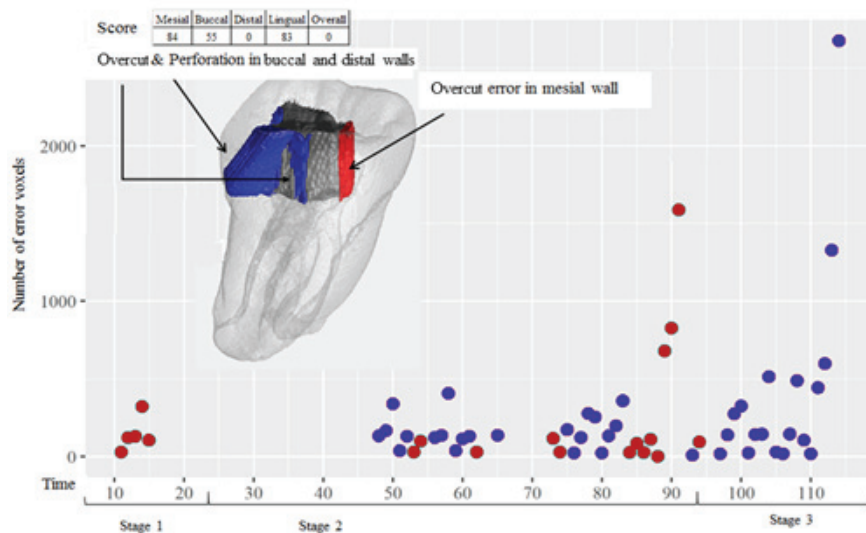 Score
Mesial Buccal Distal Lingual Overall
84 55 0 83 0
Overcut & Perforation in buccal and distal walls
Overcut error in mesial wall
Number of error voxels
2000
1000
0
Time
10 20 30 40 50 60 70 80 90 100 110
Stage 1 Stage 2 Stage 3